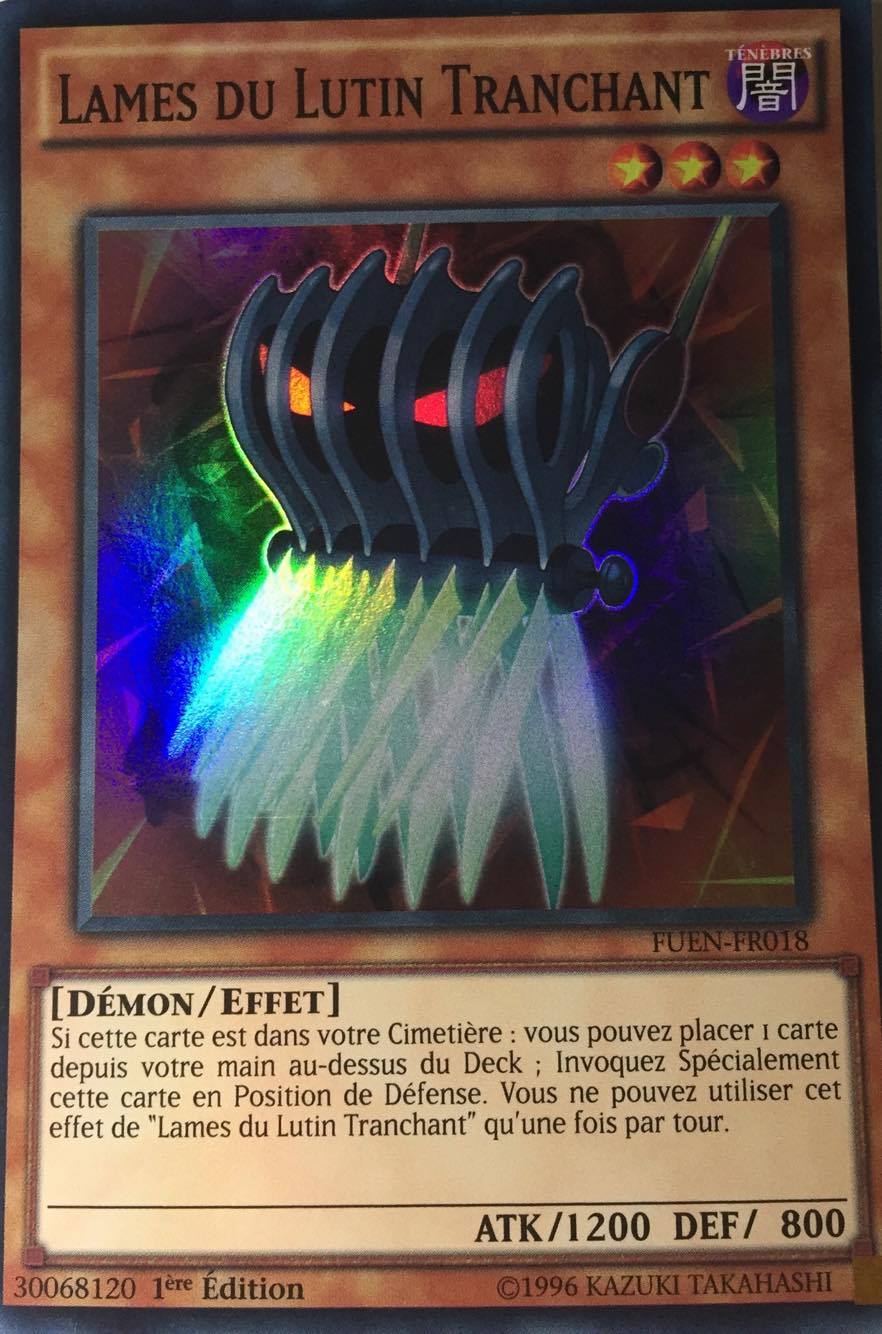 LAMES DU LUTIN TRANCHANT
TÉNÈBRES
闇
FUEN-FR018
[DÉMON/EFFET]
Si cette carte est dans votre Cimetière : vous pouvez placer 1 carte
depuis votre main au-dessus du Deck ; Invoquez Spécialement
cette carte en Position de Défense. Vous ne pouvez utiliser cet
effet de "Lames du Lutin Tranchant" qu'une fois par tour.
ATK/1200 DEF/ 800
30068120 1ère Édition
©1996 KAZUKI TAKAHASHI